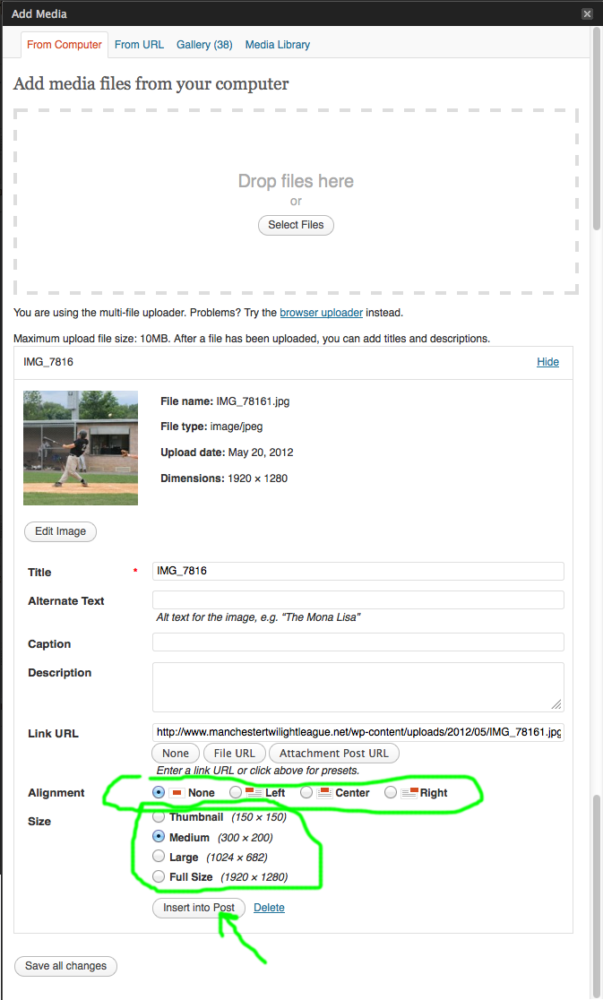 Add Media
From Computer From URL Gallery (38) Media Library
Add media files from your computer
Drop files here
or
Select Files
You are using the multi-file uploader. Problems? Try the browser uploader instead.
Maximum upload file size: 10MB. After a file has been uploaded, you can add titles and descriptions.
IMG_7816 Hide
File name: IMG_78161.jpg
File type: image/jpeg
Upload date: May 20, 2012
Dimensions: 1920 × 1280
Edit Image
Title * IMG_7816
Alternate Text
Alt text for the image, e.g. "The Mona Lisa"
Caption
Description
Link URL http://www.manchestertwilightleague.net/wp-content/uploads/2012/05/IMG_78161.jpg
None File URL Attachment Post URL
Enter a link URL or click above for presets.
Alignment None Left Center Right
Size Thumbnail (150 × 150)
Medium (300 × 200)
Large (1024 × 682)
Full Size (1920 × 1280)
Insert into Post Delete
Save all changes